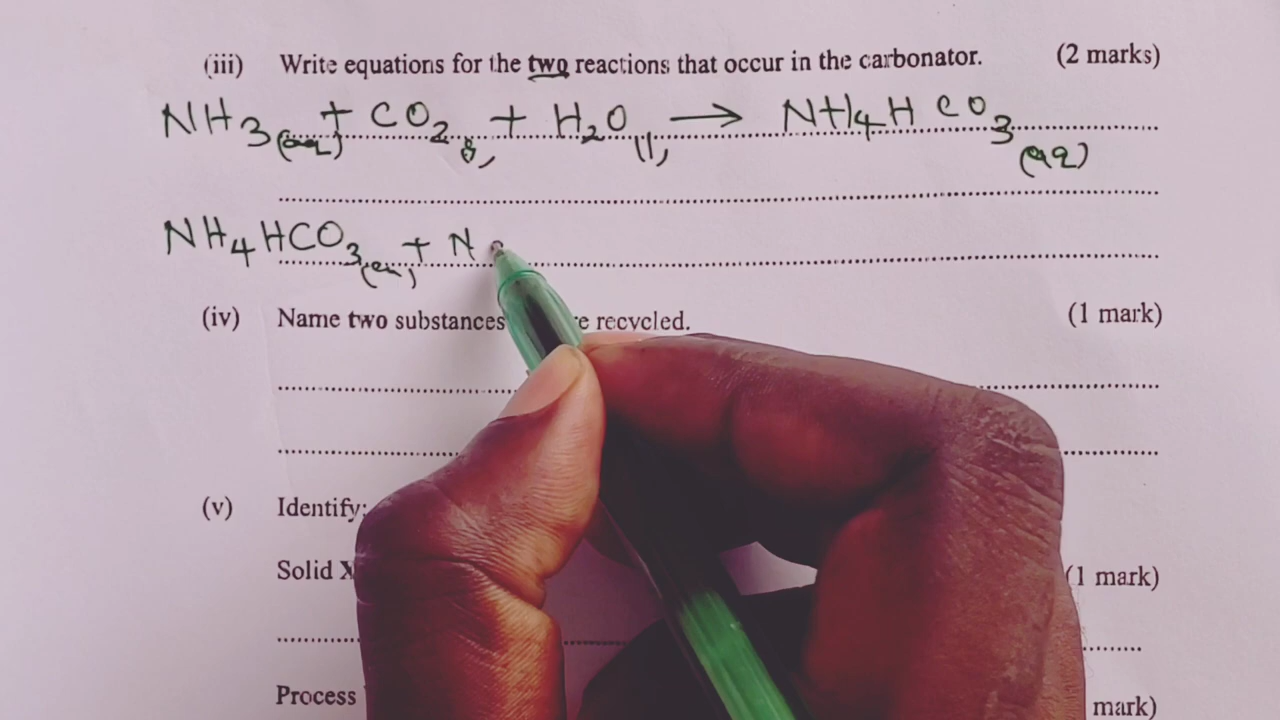 (iii) Write equations for the two reactions that occur in the carbonator. (2 marks)
NH3(aq) + CO2 + H2O(l) → NH4HCO3(aq)
NH4HCO3(aq) + N
(iv) Name two substances re recycled. (1 mark)
(v) Identify:
Solid X (1 mark)
Process mark)